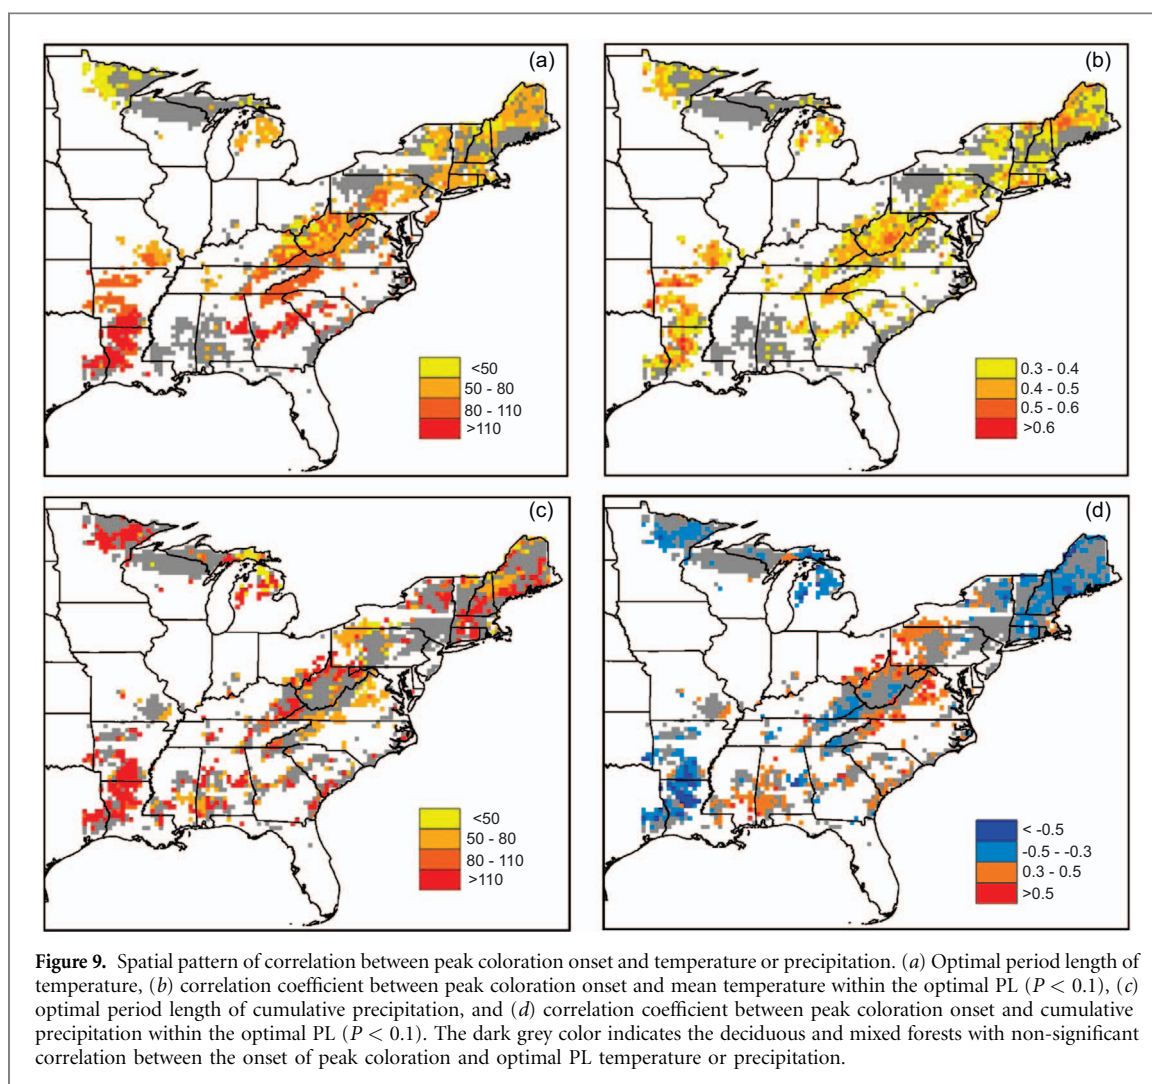 (a)
<50
50 - 80
80 - 110
>110
(b)
0.3 - 0.4
0.4 - 0.5
0.5 - 0.6
>0.6
(c)
<50
50 - 80
80 - 110
>110
(d)
< -0.5
-0.5 - -0.3
0.3 - 0.5
>0.5
Figure 9. Spatial pattern of correlation between peak coloration onset and temperature or precipitation. (a) Optimal period length of
temperature, (b) correlation coefficient between peak coloration onset and mean temperature within the optimal PL (P < 0.1), (c)
optimal period length of cumulative precipitation, and (d) correlation coefficient between peak coloration onset and cumulative
precipitation within the optimal PL (P < 0.1). The dark grey color indicates the deciduous and mixed forests with non-significant
correlation between the onset of peak coloration and optimal PL temperature or precipitation.